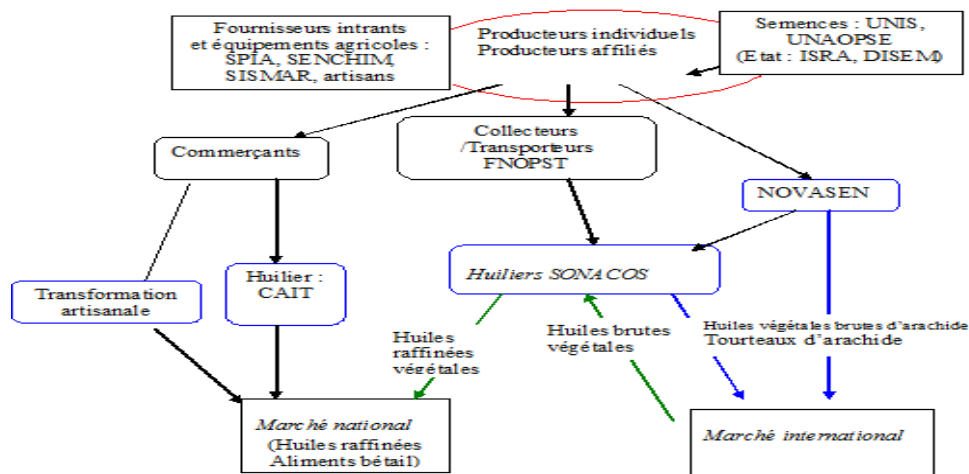 Fournisseurs intrants
et équipements agricoles :
SPIA, SENCHIM,
SISMAR, artisans
Producteurs individuels
Producteurs affiliés
Semences : UNIS,
UNAOPSE
(Etat : ISRA, DISEM)
Commerçants
Collecteurs
/Transporteurs
FNOPST
NOVASEN
Transformation
artisanale
Huilier :
CAIT
Huiliers SONACOS
Huiles
raffinées
végétales
Huiles brutes
végétales
Huiles végétales brutes d’arachide
Tourteaux d’arachide
Marché national
(Huiles raffinées
Aliments bétail)
Marché international